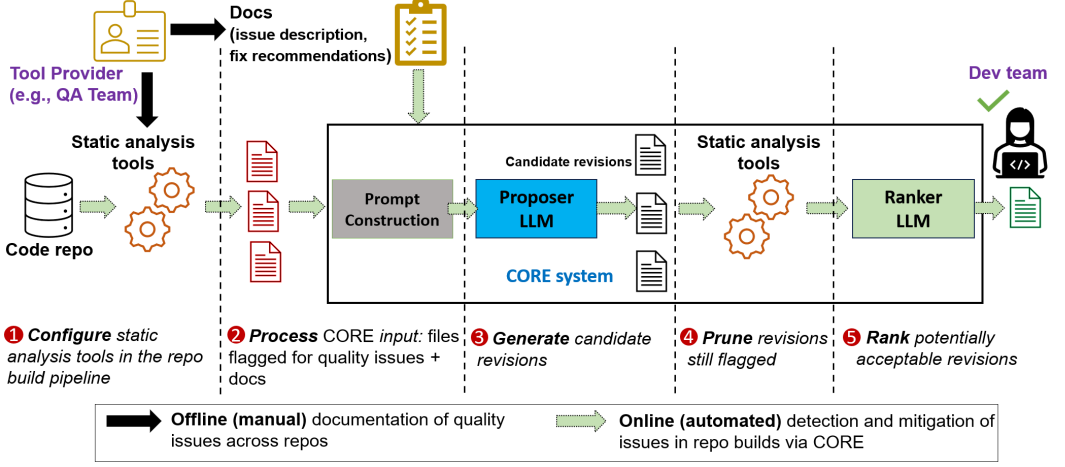 Docs
(issue description,
fix recommendations)
Tool Provider
(e.g., QA Team)
Dev team
Static analysis
tools
Code repo
Prompt
Construction
Proposer
LLM
Candidate revisions
CORE system
Static analysis
tools
Ranker
LLM
</>
1 Configure static
analysis tools in the repo
build pipeline
2 Process CORE input: files
flagged for quality issues +
docs
3 Generate candidate
revisions
4 Prune revisions
still flagged
5 Rank potentially
acceptable revisions
Offline (manual) documentation of quality
issues across repos
Online (automated) detection and mitigation of
issues in repo builds via CORE